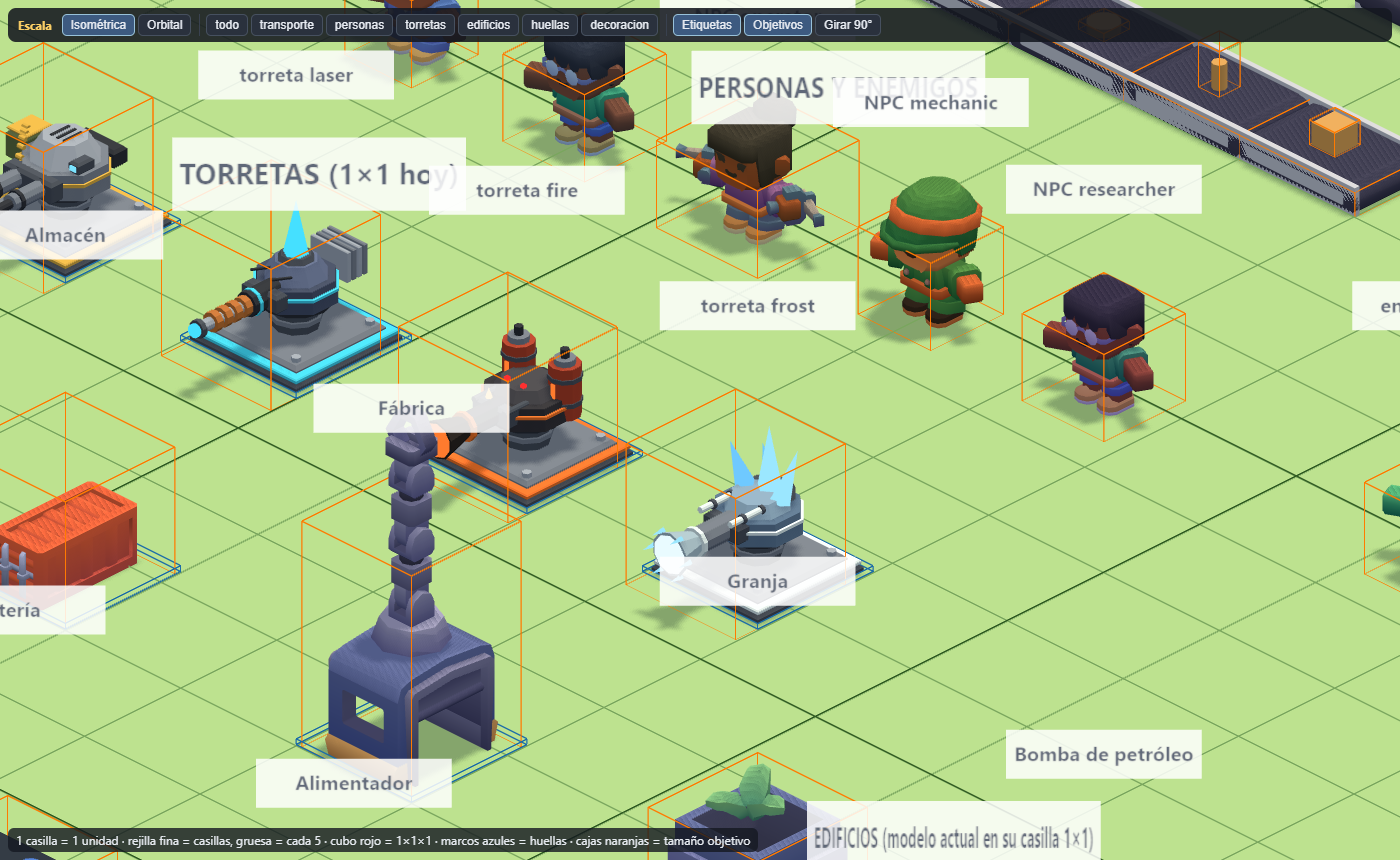 Escala Isométrica Orbital todo transporte personas torretas edificios huellas decoracion Etiquetas Objetivos Girar 90°
torreta laser
PERSONAS Y ENEMIGOS
NPC mechanic
TORRETAS (1×1 hoy)
torreta fire
NPC researcher
Almacén
torreta frost
en
Fábrica
Granja
tería
Bomba de petróleo
Alimentador
EDIFICIOS (modelo actual en su casilla 1×1)
1 casilla = 1 unidad · rejilla fina = casillas, gruesa = cada 5 · cubo rojo = 1×1×1 · marcos azules = huellas · cajas naranjas = tamaño objetivo